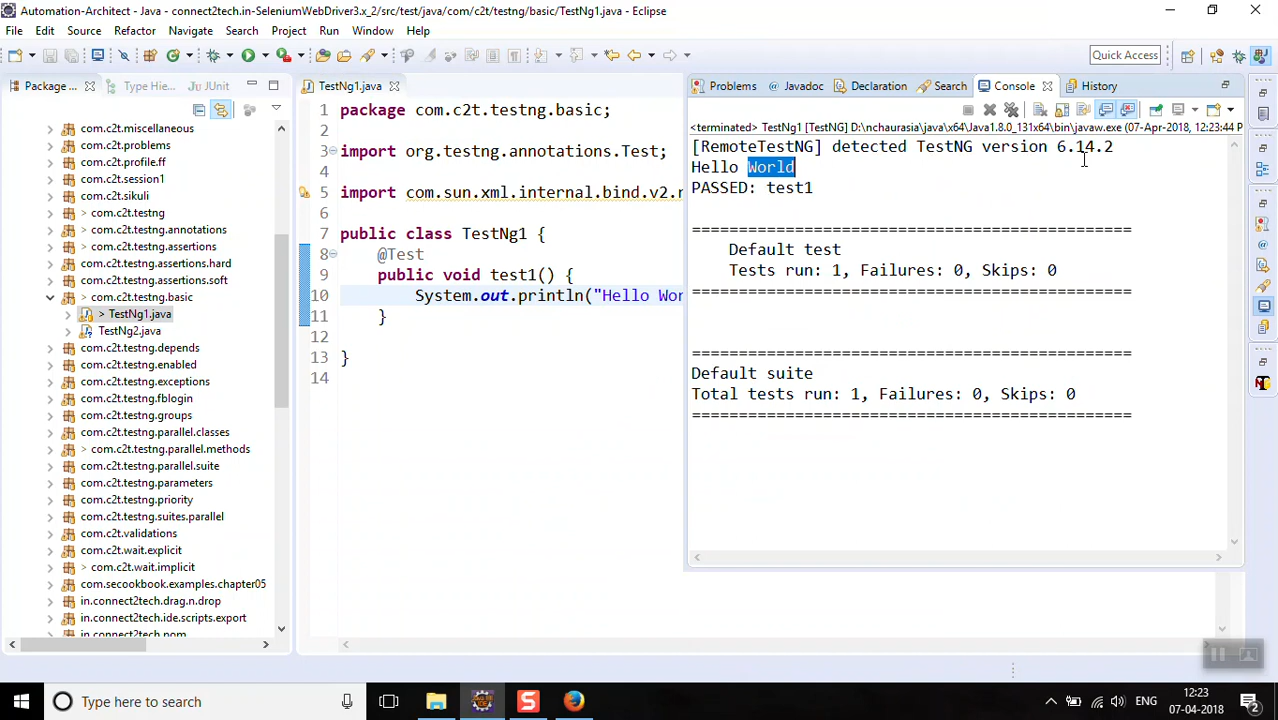 Automation-Architect - Java - connect2tech.in-SeleniumWebDriver3.x_2/src/test/java/com/c2t/testng/basic/TestNg1.java - Eclipse
File Edit Source Refactor Navigate Search Project Run Window Help
Quick Access
Package ... Type Hie... JUnit
com.c2t.miscellaneous
com.c2t.problems
com.c2t.profile.ff
com.c2t.session1
com.c2t.sikuli
> com.c2t.testng
com.c2t.testng.annotations
com.c2t.testng.assertions
com.c2t.testng.assertions.hard
com.c2t.testng.assertions.soft
> com.c2t.testng.basic
> TestNg1.java
TestNg2.java
com.c2t.testng.depends
com.c2t.testng.enabled
com.c2t.testng.exceptions
com.c2t.testng.fblogin
com.c2t.testng.groups
com.c2t.testng.parallel.classes
> com.c2t.testng.parallel.methods
com.c2t.testng.parallel.suite
com.c2t.testng.parameters
com.c2t.testng.priority
com.c2t.testng.suites.parallel
com.c2t.validations
com.c2t.wait.explicit
> com.c2t.wait.implicit
com.secookbook.examples.chapter05
in.connect2tech.drag.n.drop
in.connect2tech.ide.scripts.export
in.connect2tech.pom
TestNg1.java
1 package com.c2t.testng.basic;
2
3 import org.testng.annotations.Test;
5 import com.sun.xml.internal.bind.v2.r
6
7 public class TestNg1 {
8 @Test
9 public void test1() {
10 System.out.println("Hello Wor
11 }
12
13 }
14
Problems Javadoc Declaration Search Console History
<terminated> TestNg1 [TestNG] D:\nchaurasia\java\x64\Java1.8.0_131x64\bin\javaw.exe (07-Apr-2018, 12:23:44 P
[RemoteTestNG] detected TestNG version 6.14.2
Hello World
PASSED: test1
===============================================
Default test
Tests run: 1, Failures: 0, Skips: 0
===============================================
===============================================
Default suite
Total tests run: 1, Failures: 0, Skips: 0
===============================================
Type here to search
ENG
12:23
07-04-2018
2